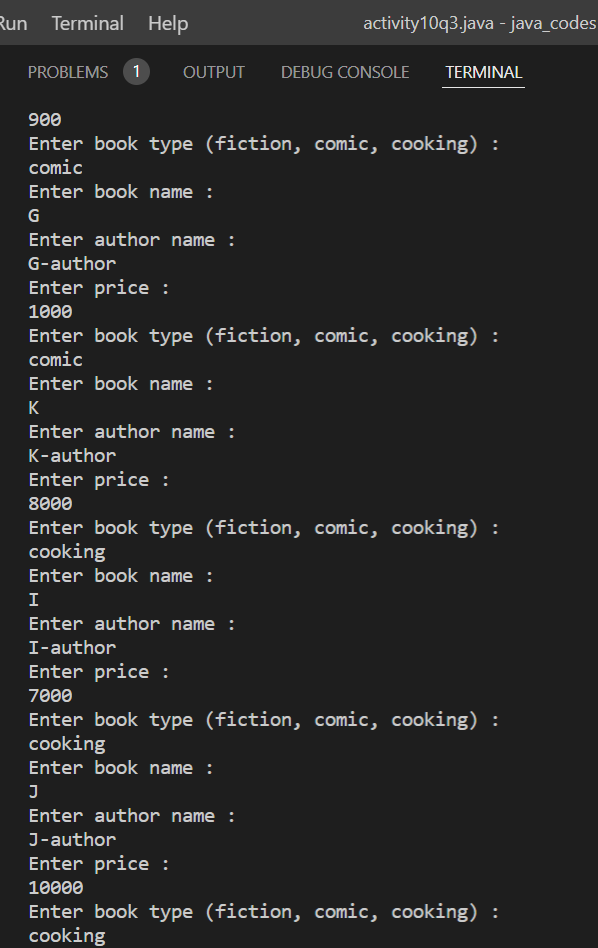 Run Terminal Help activity10q3.java - java_codes
PROBLEMS 1 OUTPUT DEBUG CONSOLE TERMINAL
900
Enter book type (fiction, comic, cooking) :
comic
Enter book name :
G
Enter author name :
G-author
Enter price :
1000
Enter book type (fiction, comic, cooking) :
comic
Enter book name :
K
Enter author name :
K-author
Enter price :
8000
Enter book type (fiction, comic, cooking) :
cooking
Enter book name :
I
Enter author name :
I-author
Enter price :
7000
Enter book type (fiction, comic, cooking) :
cooking
Enter book name :
J
Enter author name :
J-author
Enter price :
10000
Enter book type (fiction, comic, cooking) :
cooking